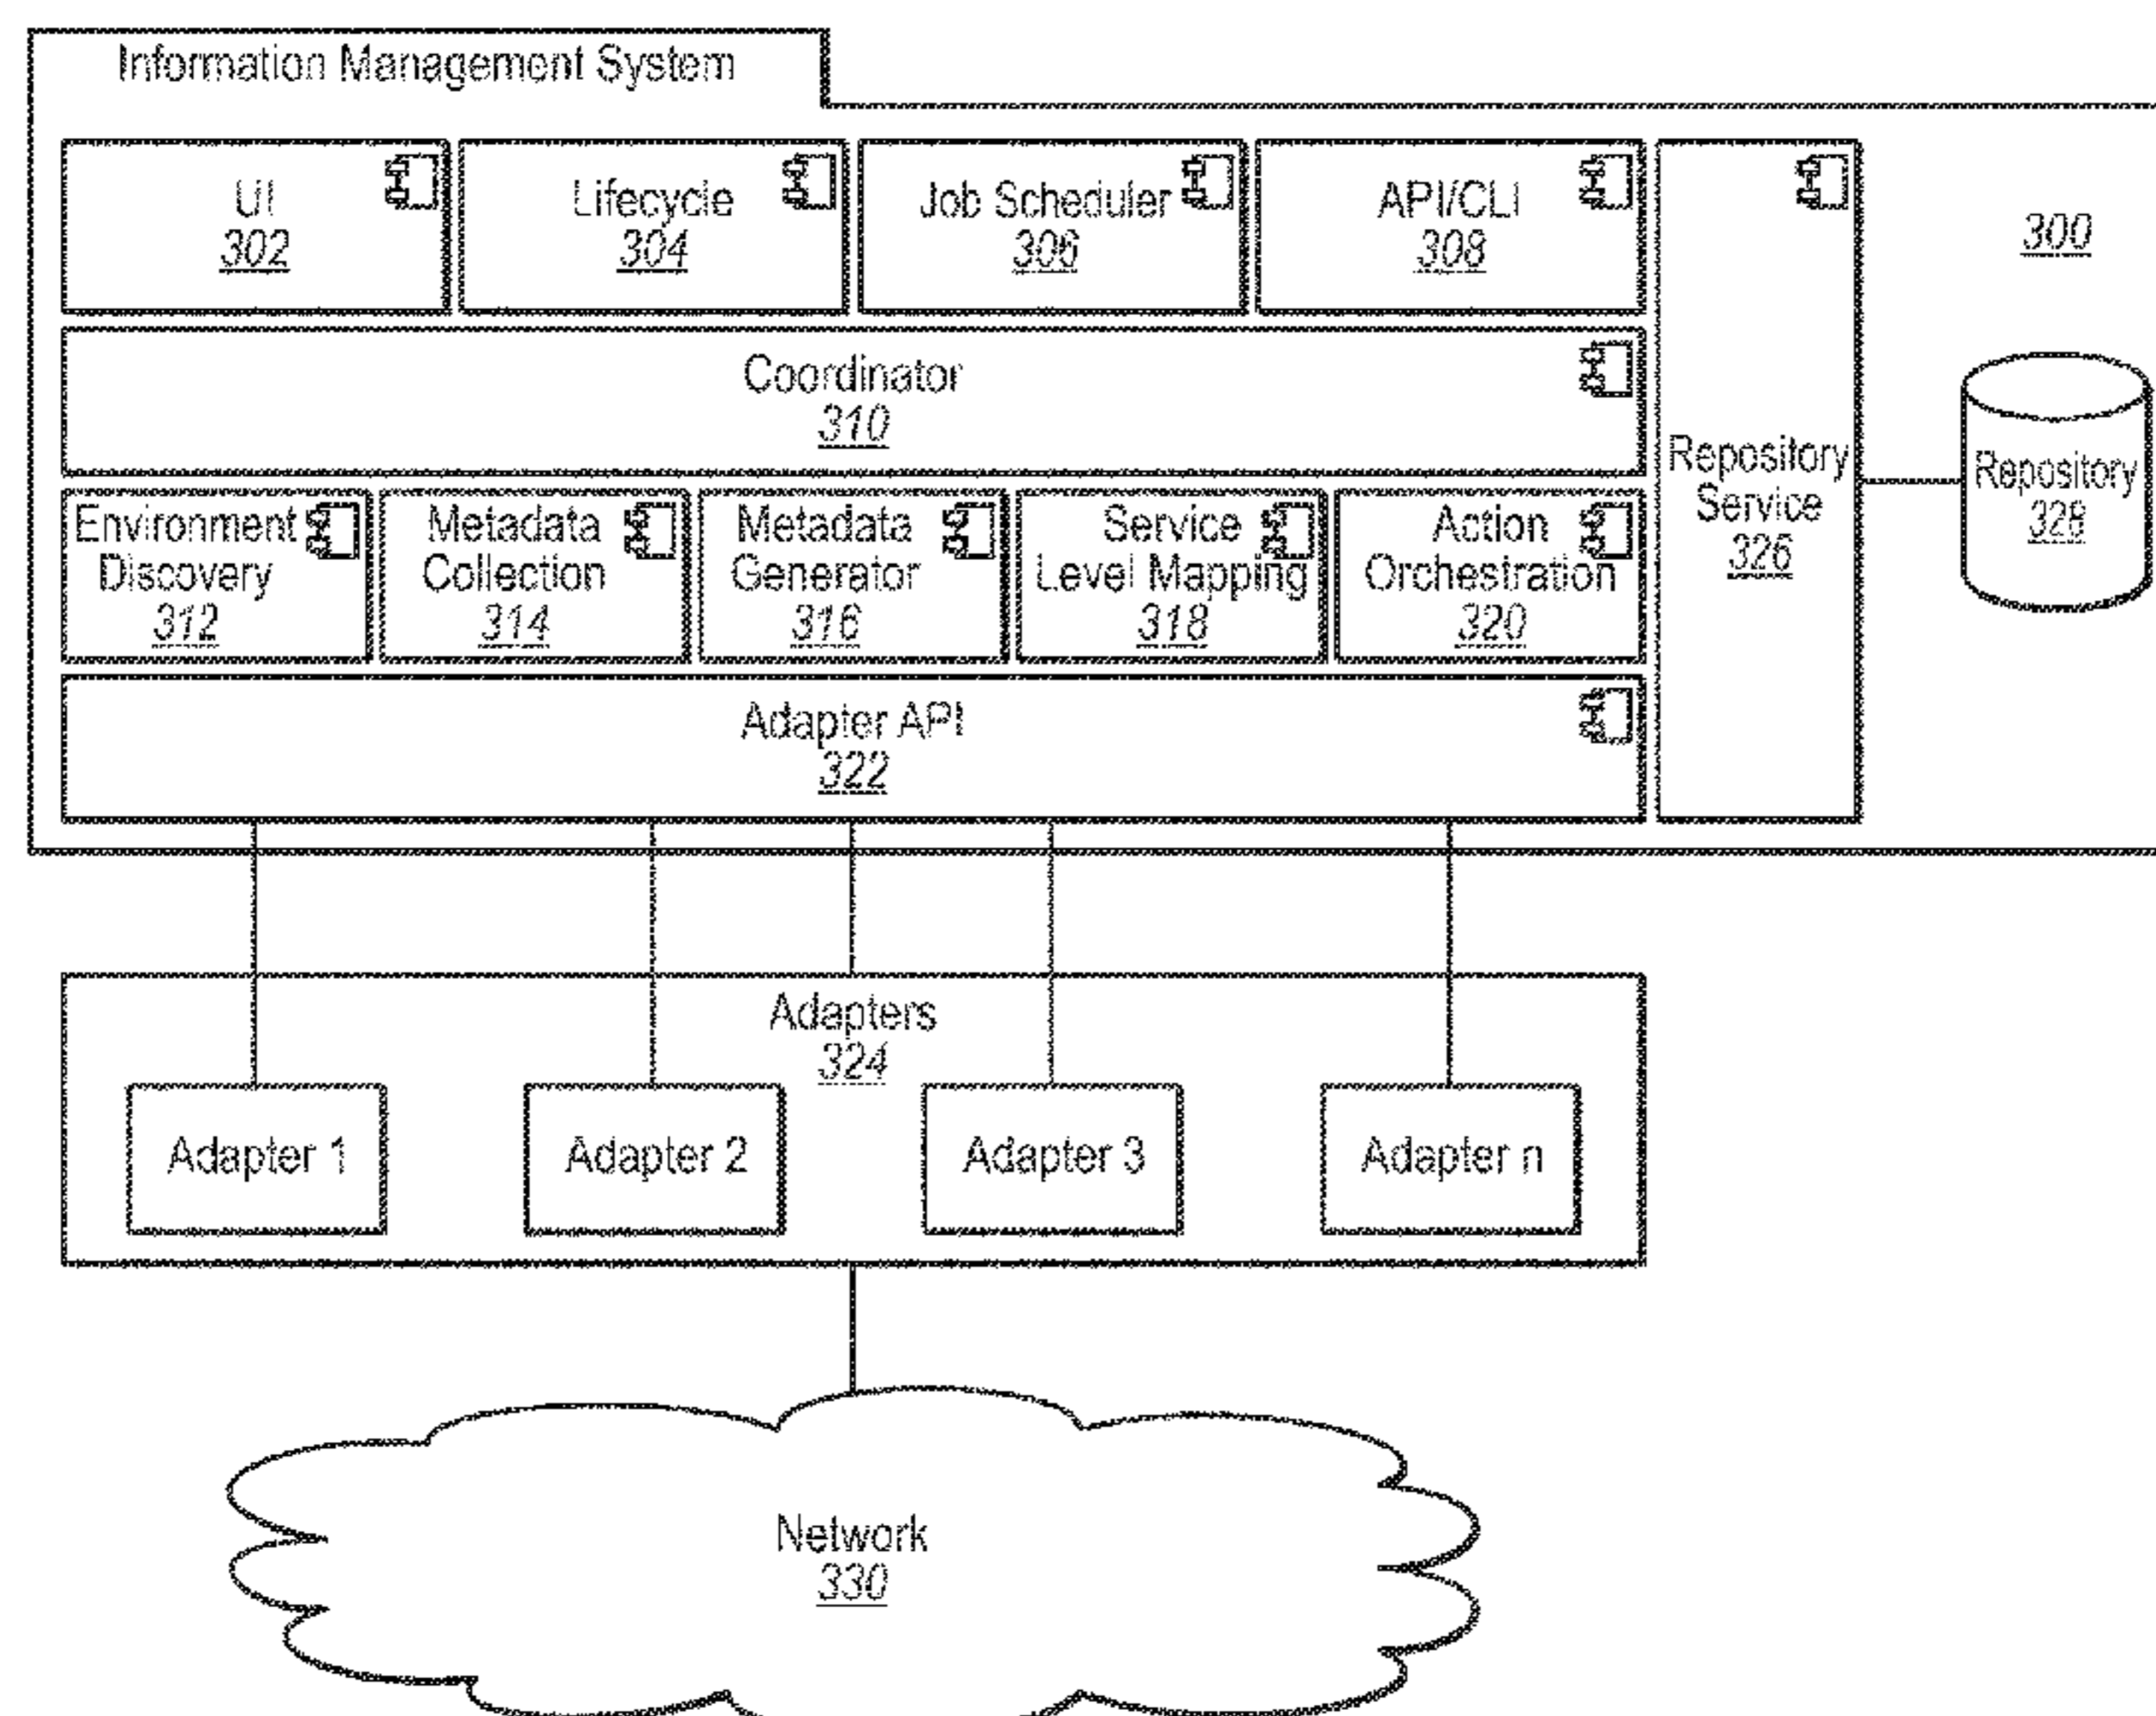 Information Management System
UI
302
Lifecycle
304
Job Scheduler
306
API/CLI
308
300
Coordinator
310
Repository
Service
326
Repository
328
Environment
Discovery
312
Metadata
Collection
314
Metadata
Generator
316
Service
Level Mapping
318
Action
Orchestration
320
Adapter API
322
Adapters
324
Adapter 1
Adapter 2
Adapter 3
Adapter n
Network
330